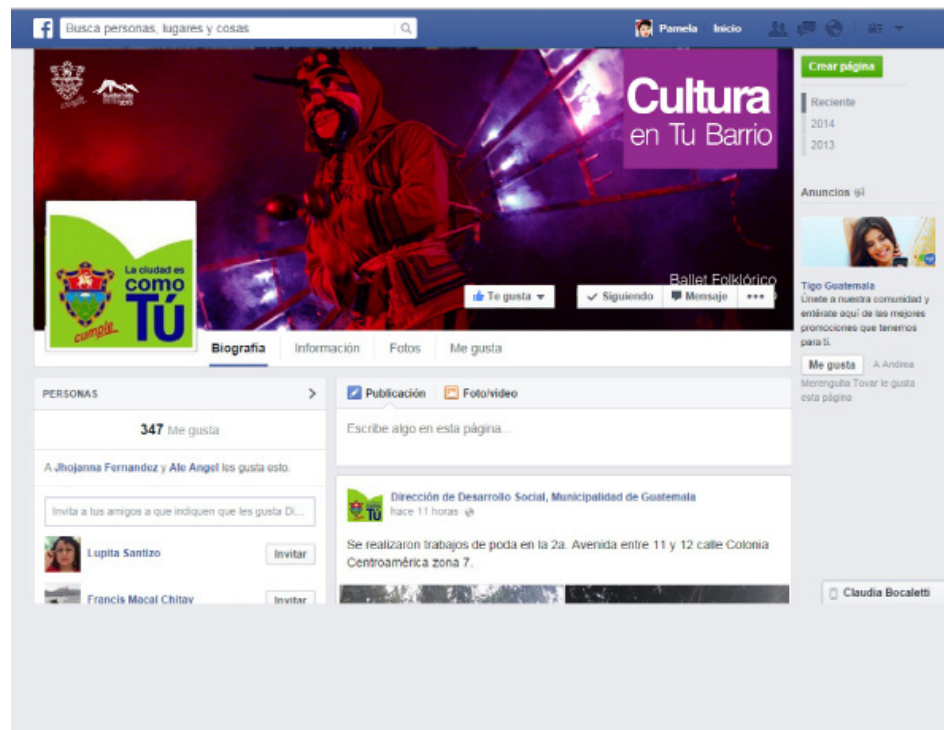 Busca personas, lugares y cosas
Pamela Inicio
Crear página
Reciente
2014
2013
Cultura
en Tu Barrio
La ciudad es
como
TÚ
cumple
Ballet Folklórico
Te gusta
Siguiendo
Mensaje
Biografía Información Fotos Me gusta
Anuncios
Tigo Guatemala
Únete a nuestra comunidad y
entérate aquí de las mejores
promociones que tenemos
para ti.
Me gusta · A Andrea
Merenguita Tovar le gusta
esta página
PERSONAS
347 Me gusta
A Jhojanna Fernandez y Ale Angel les gusta esto.
Invita a tus amigos a que indiquen que les gusta Di...
Lupita Santizo Invitar
Francis Macal Chitay Invitar
Publicación Foto/video
Escribe algo en esta página...
Dirección de Desarrollo Social, Municipalidad de Guatemala
hace 11 horas
Se realizaron trabajos de poda en la 2a. Avenida entre 11 y 12 calle Colonia
Centroamérica zona 7.
Claudia Bocaletti